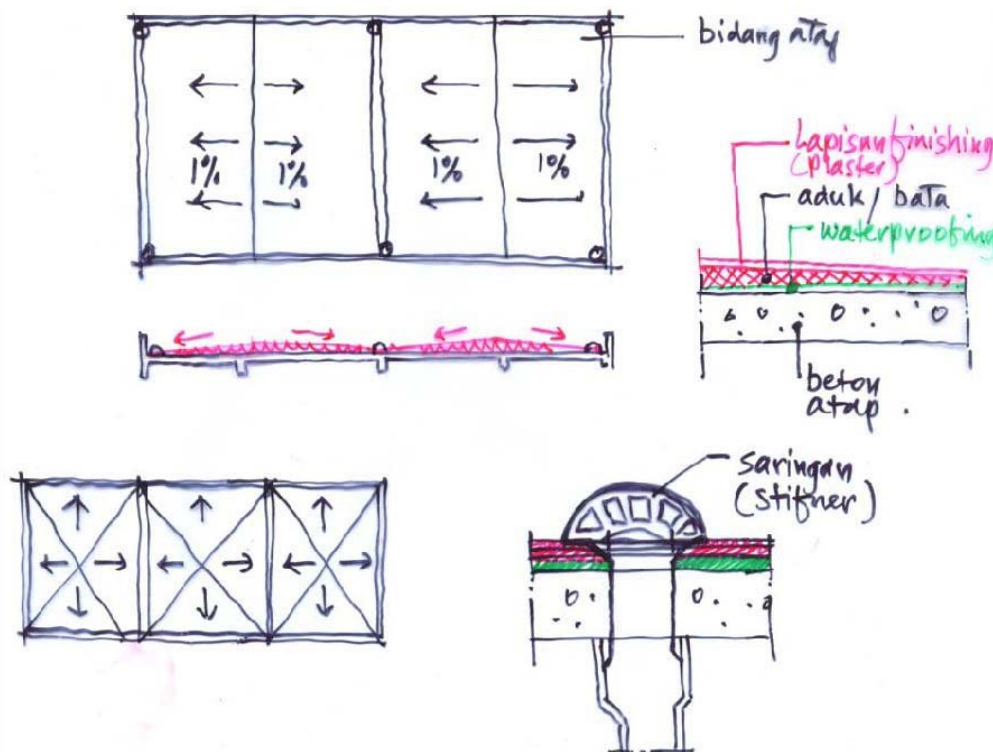 bidang atap
1% 1% 1% 1%
Lapisan finishing
(plaster)
aduk / bata
waterproofing
beton
atap .
saringan
(Stifner)